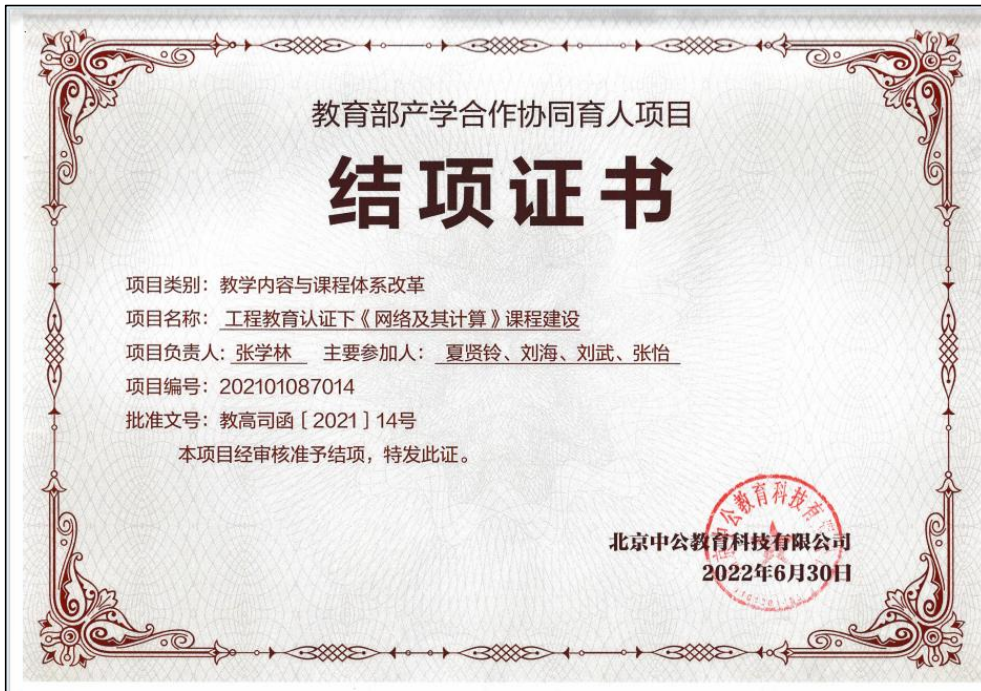 教育部产学合作协同育人项目
结项证书
项目类别：教学内容与课程体系改革
项目名称：工程教育认证下《网络及其计算》课程建设
项目负责人：张学林 主要参加人：夏贤铃、刘海、刘武、张怡
项目编号：202101087014
批准文号：教高司函［2021］14号
本项目经审核准予结项，特发此证。
北京中公教育科技有限公司
2022年6月30日